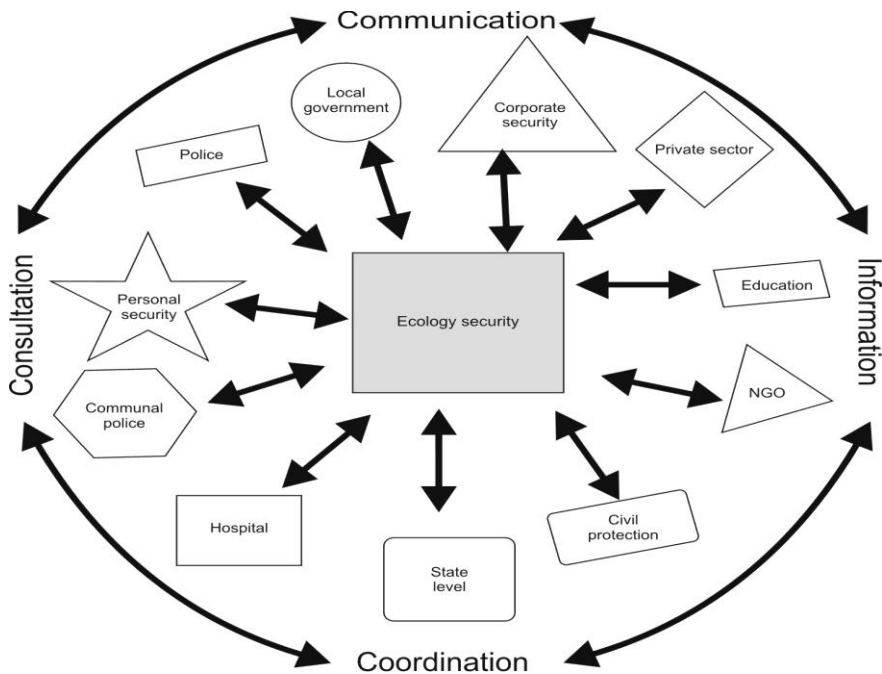 Communication
Local
government
Corporate
security
Police
Private sector
Consultation
Information
Personal
security
Ecology security
Education
Communal
police
NGO
Hospital
State
level
Civil
protection
Coordination